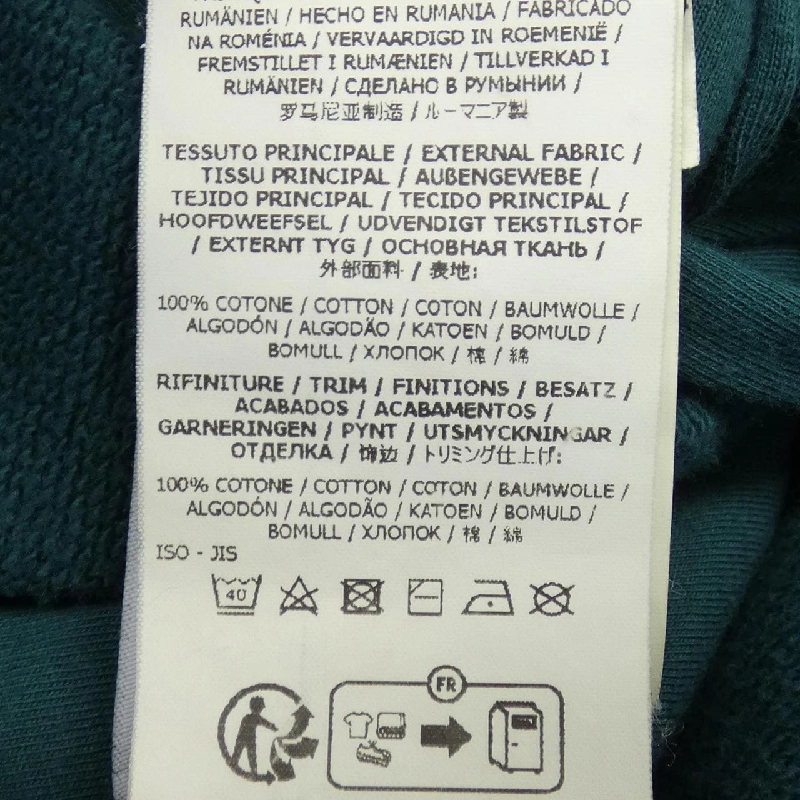 RUMÄNIEN / HECHO EN RUMANIA / FABRICADO
NA ROMÉNIA / VERVAARDIGD IN ROEMENIË /
FREMSTILLET I RUMÆNIEN / TILLVERKAD I
RUMÄNIEN / СДЕЛАНО В РУМЫНИИ /
罗马尼亚制造 / ルーマニア製
TESSUTO PRINCIPALE / EXTERNAL FABRIC /
TISSU PRINCIPAL / AUßENGEWEBE /
TEJIDO PRINCIPAL / TECIDO PRINCIPAL /
HOOFDWEEFSEL / UDVENDIGT TEKSTILSTOF
/ EXTERNT TYG / ОСНОВНАЯ ТКАНЬ /
外部面料 / 表地:
100% COTONE / COTTON / COTON / BAUMWOLLE /
ALGODÓN / ALGODÃO / KATOEN / BOMULD /
BOMULL / ХЛОПОК / 棉 / 綿
RIFINITURE / TRIM / FINITIONS / BESATZ /
ACABADOS / ACABAMENTOS /
GARNERINGEN / PYNT / UTSMYCKNINGAR /
ОТДЕЛКА / 饰边 / トリミング仕上げ:
100% COTONE / COTTON / COTON / BAUMWOLLE /
ALGODÓN / ALGODÃO / KATOEN / BOMULD /
BOMULL / ХЛОПОК / 棉 / 綿
ISO - JIS
40
FR